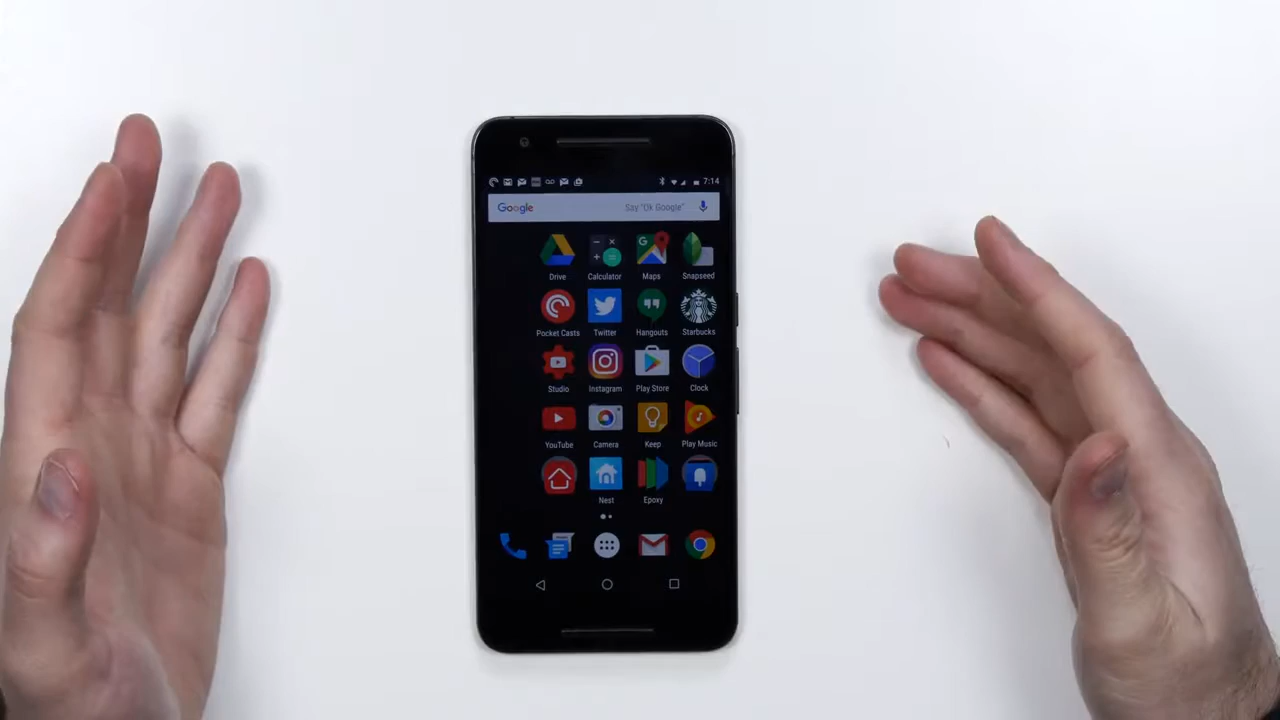 7:14
Google Say "Ok Google"
Drive Calculator Maps Snapseed
Pocket Casts Twitter Hangouts Starbucks
Studio Instagram Play Store Clock
YouTube Camera Keep Play Music
Nest Epoxy